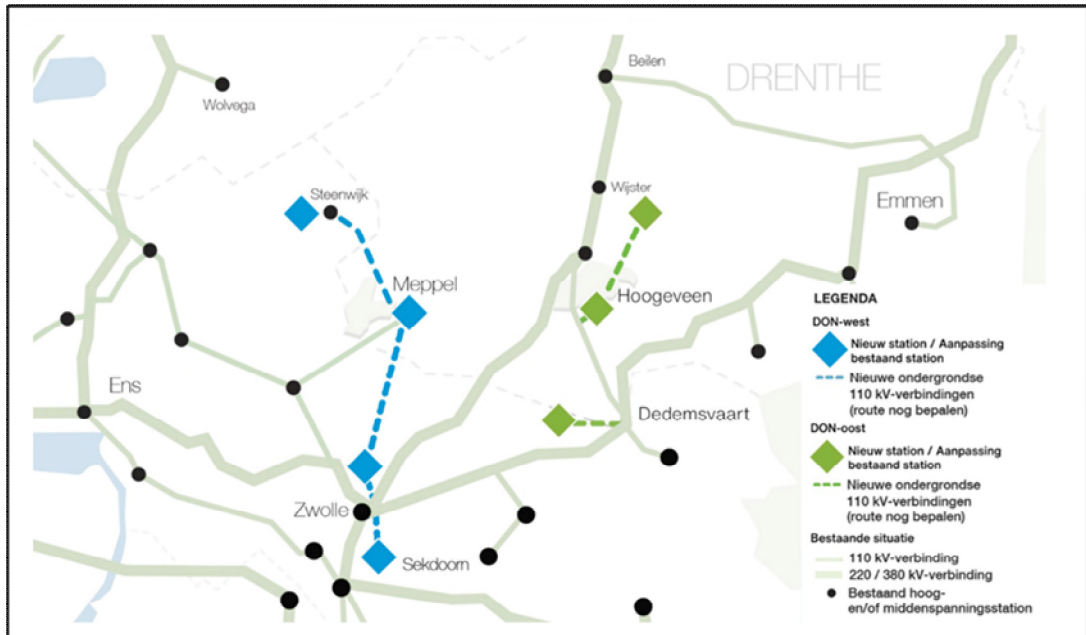 Beilen
DRENTHE
Wolvega
Steenwijk
Wijster
Emmen
Meppel
Hoogeveen
Ens
Dedemsvaart
Zwolle
Sekdoorn
LEGENDA
DON-west
Nieuw station / Aanpassing
bestaand station
Nieuwe ondergrondse
110 kV-verbindingen
(route nog bepalen)
DON-oost
Nieuw station / Aanpassing
bestaand station
Nieuwe ondergrondse
110 kV-verbindingen
(route nog bepalen)
Bestaande situatie
110 kV-verbinding
220 / 380 kV-verbinding
Bestaand hoog-
en/of middenspanningsstation